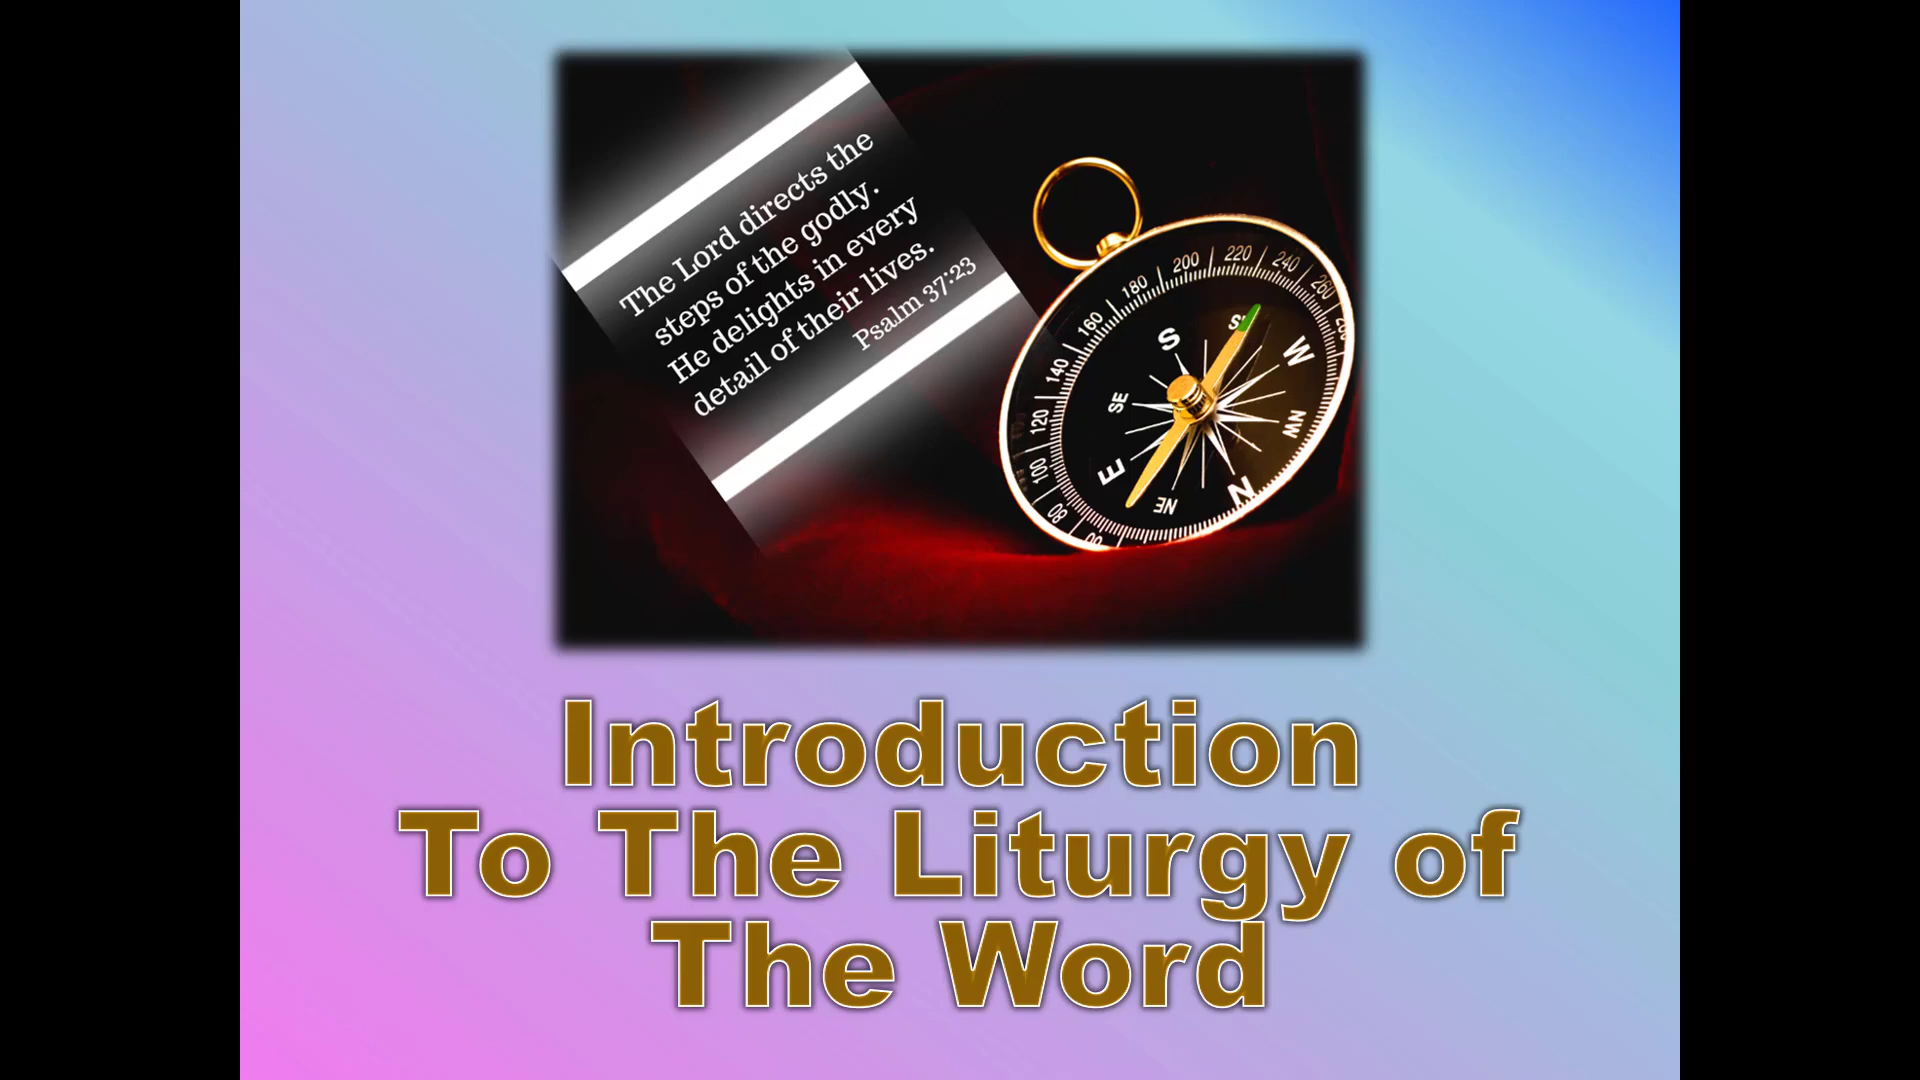 The Lord directs the
steps of the godly.
He delights in every
detail of their lives.
Psalm 37:23
80
100
120
140
160
180
200
220
240
260
S
W
NW
N
NE
E
SE
Introduction
To The Liturgy of
The Word